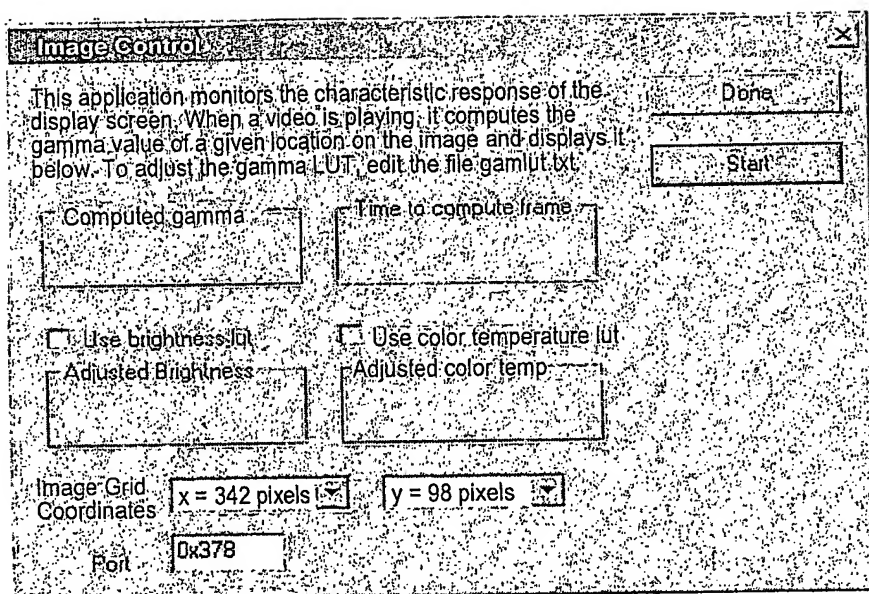 Image Control
This application monitors the characteristic response of the
display screen. When a video is playing, it computes the
gamma value of a given location on the image and displays it
below. To adjust the gamma LUT, edit the file gamlut.txt.
Done
Start
Computed gamma
Time to compute frame
Use brightness lut
Use color temperature lut
Adjusted Brightness
Adjusted color temp
Image Grid
Coordinates
x = 342 pixels
y = 98 pixels
Port
0x378